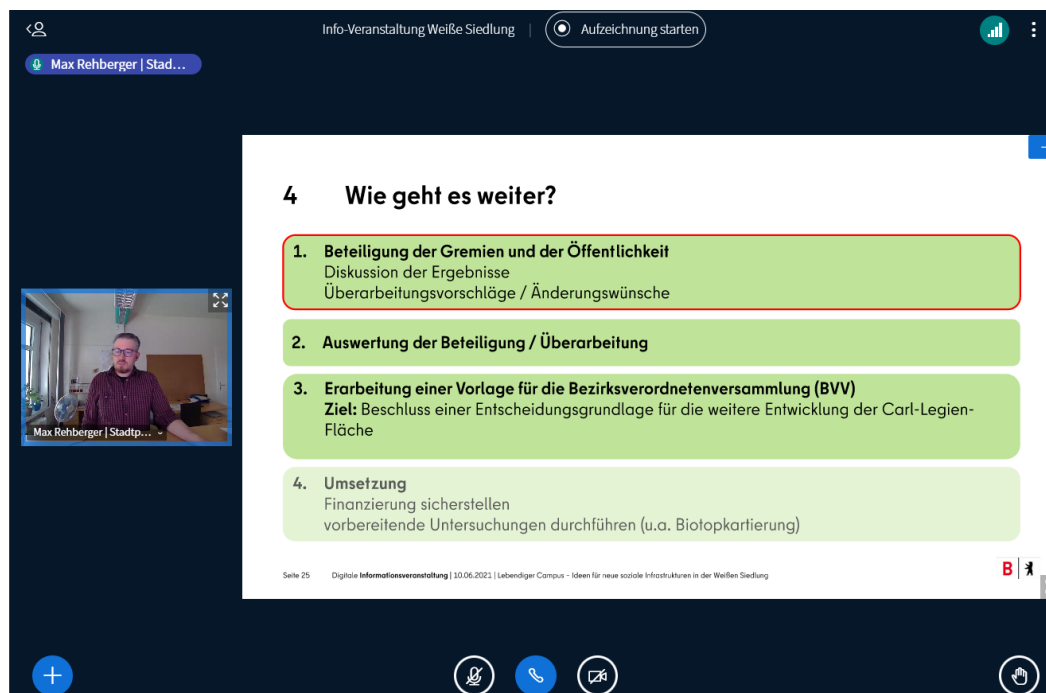 Info-Veranstaltung Weiße Siedlung | Aufzeichnung starten
Max Rehberger | Stad...
4 Wie geht es weiter?
1. Beteiligung der Gremien und der Öffentlichkeit
Diskussion der Ergebnisse
Überarbeitungsvorschläge / Änderungswünsche
2. Auswertung der Beteiligung / Überarbeitung
3. Erarbeitung einer Vorlage für die Bezirksverordnetenversammlung (BVV)
Ziel: Beschluss einer Entscheidungsgrundlage für die weitere Entwicklung der Carl-Legien-
Fläche
Max Rehberger | Stadtp...
4. Umsetzung
Finanzierung sicherstellen
vorbereitende Untersuchungen durchführen (u.a. Biotopkartierung)
Seite 25 Digitale Informationsveranstaltung | 10.06.2021 | Lebendiger Campus – Ideen für neue soziale Infrastrukturen in der Weißen Siedlung
B